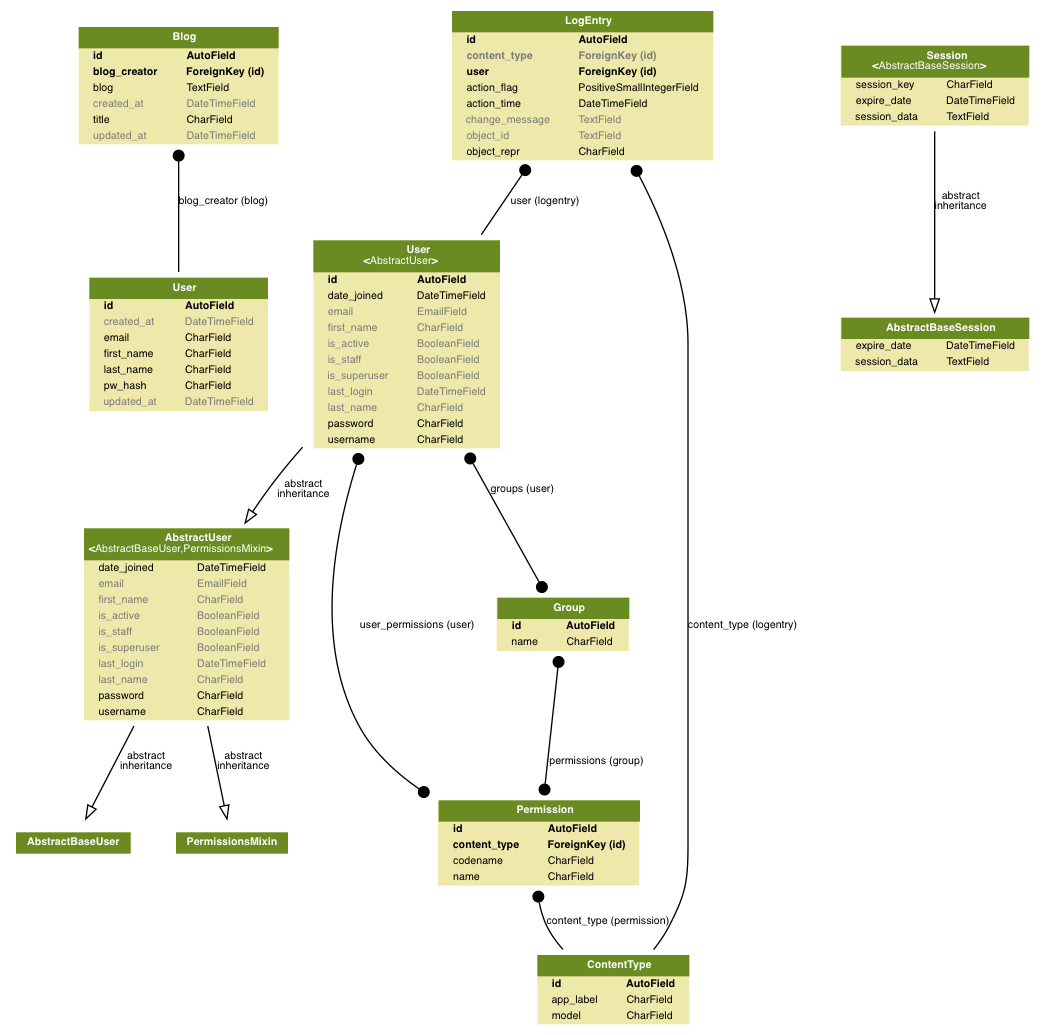 Blog
id AutoField
blog_creator ForeignKey (id)
blog TextField
created_at DateTimeField
title CharField
updated_at DateTimeField
LogEntry
id AutoField
content_type ForeignKey (id)
user ForeignKey (id)
action_flag PositiveSmallIntegerField
action_time DateTimeField
change_message TextField
object_id TextField
object_repr CharField
Session
<AbstractBaseSession>
session_key CharField
expire_date DateTimeField
session_data TextField
blog_creator (blog)
user (logentry)
abstract
inheritance
User
id AutoField
created_at DateTimeField
email CharField
first_name CharField
last_name CharField
pw_hash CharField
updated_at DateTimeField
User
<AbstractUser>
id AutoField
date_joined DateTimeField
email EmailField
first_name CharField
is_active BooleanField
is_staff BooleanField
is_superuser BooleanField
last_login DateTimeField
last_name CharField
password CharField
username CharField
AbstractBaseSession
expire_date DateTimeField
session_data TextField
abstract
inheritance
groups (user)
AbstractUser
<AbstractBaseUser,PermissionsMixin>
date_joined DateTimeField
email EmailField
first_name CharField
is_active BooleanField
is_staff BooleanField
is_superuser BooleanField
last_login DateTimeField
last_name CharField
password CharField
username CharField
user_permissions (user)
Group
id AutoField
name CharField
content_type (logentry)
abstract
inheritance
abstract
inheritance
permissions (group)
AbstractBaseUser
PermissionsMixin
Permission
id AutoField
content_type ForeignKey (id)
codename CharField
name CharField
content_type (permission)
ContentType
id AutoField
app_label CharField
model CharField